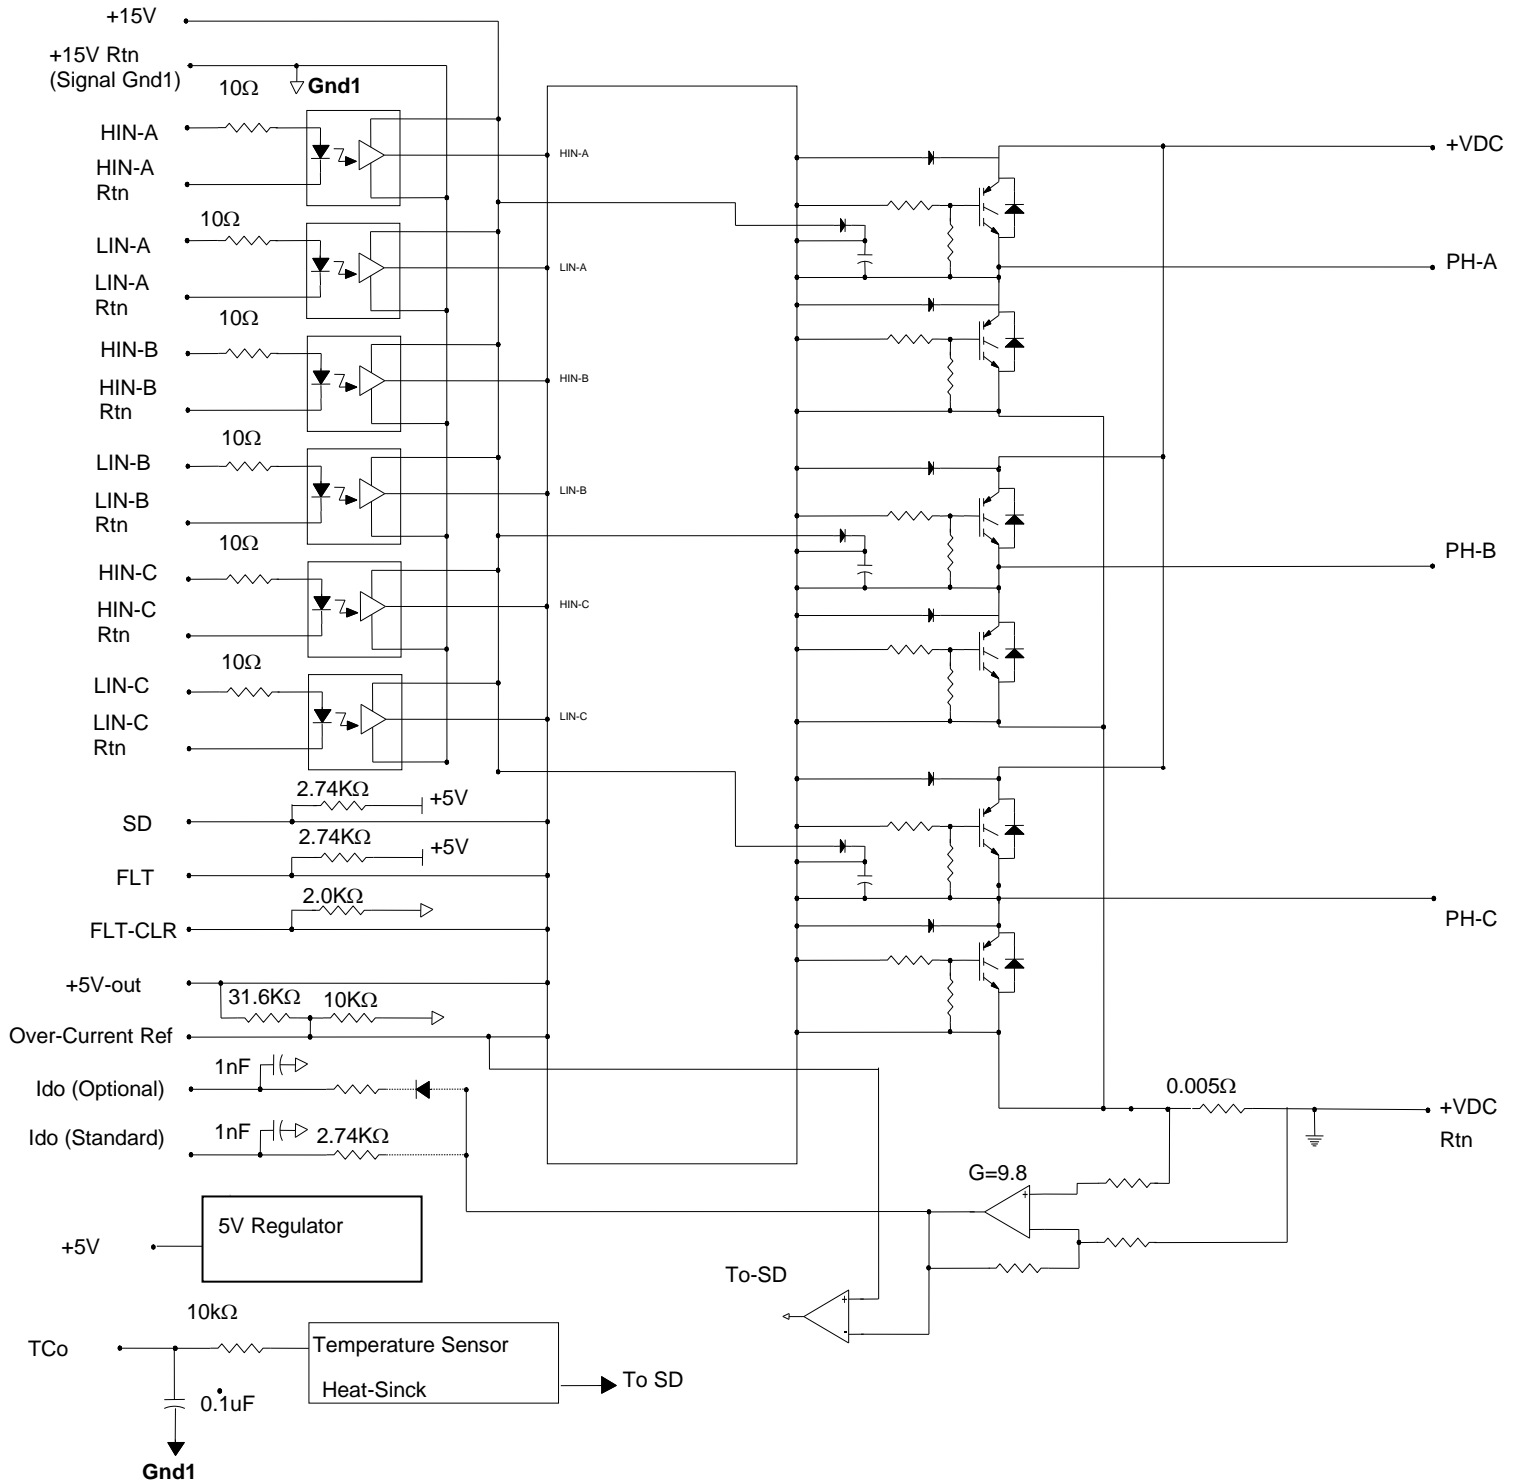 +15V
+15V Rtn
(Signal Gnd1)
10Ω
Gnd1
HIN-A
HIN-A
Rtn
HIN-A
10Ω
LIN-A
LIN-A
Rtn
LIN-A
10Ω
HIN-B
HIN-B
Rtn
HIN-B
10Ω
LIN-B
LIN-B
Rtn
LIN-B
10Ω
HIN-C
HIN-C
Rtn
HIN-C
10Ω
LIN-C
LIN-C
Rtn
LIN-C
2.74KΩ
+5V
SD
2.74KΩ
+5V
FLT
2.0KΩ
FLT-CLR
+5V-out
31.6KΩ
10KΩ
Over-Current Ref
1nF
Ido (Optional)
1nF
Ido (Standard)
2.74KΩ
5V Regulator
+5V
10kΩ
TCo
Temperature Sensor
Heat-Sinck
To SD
0.1uF
Gnd1
+VDC
PH-A
PH-B
PH-C
0.005Ω
+VDC
Rtn
G=9.8
+
To-SD
+
-